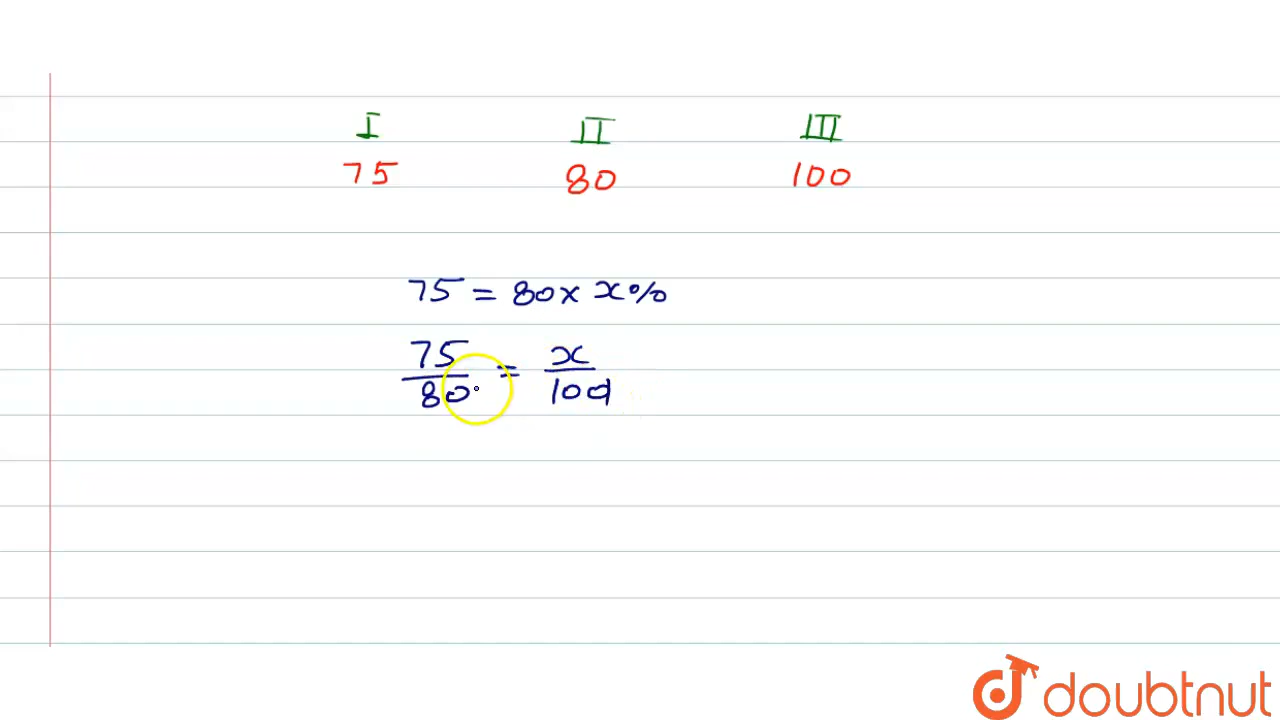 I II III
75 80 100
75 = 80 × x%
75/80 = x/100
doubtnut